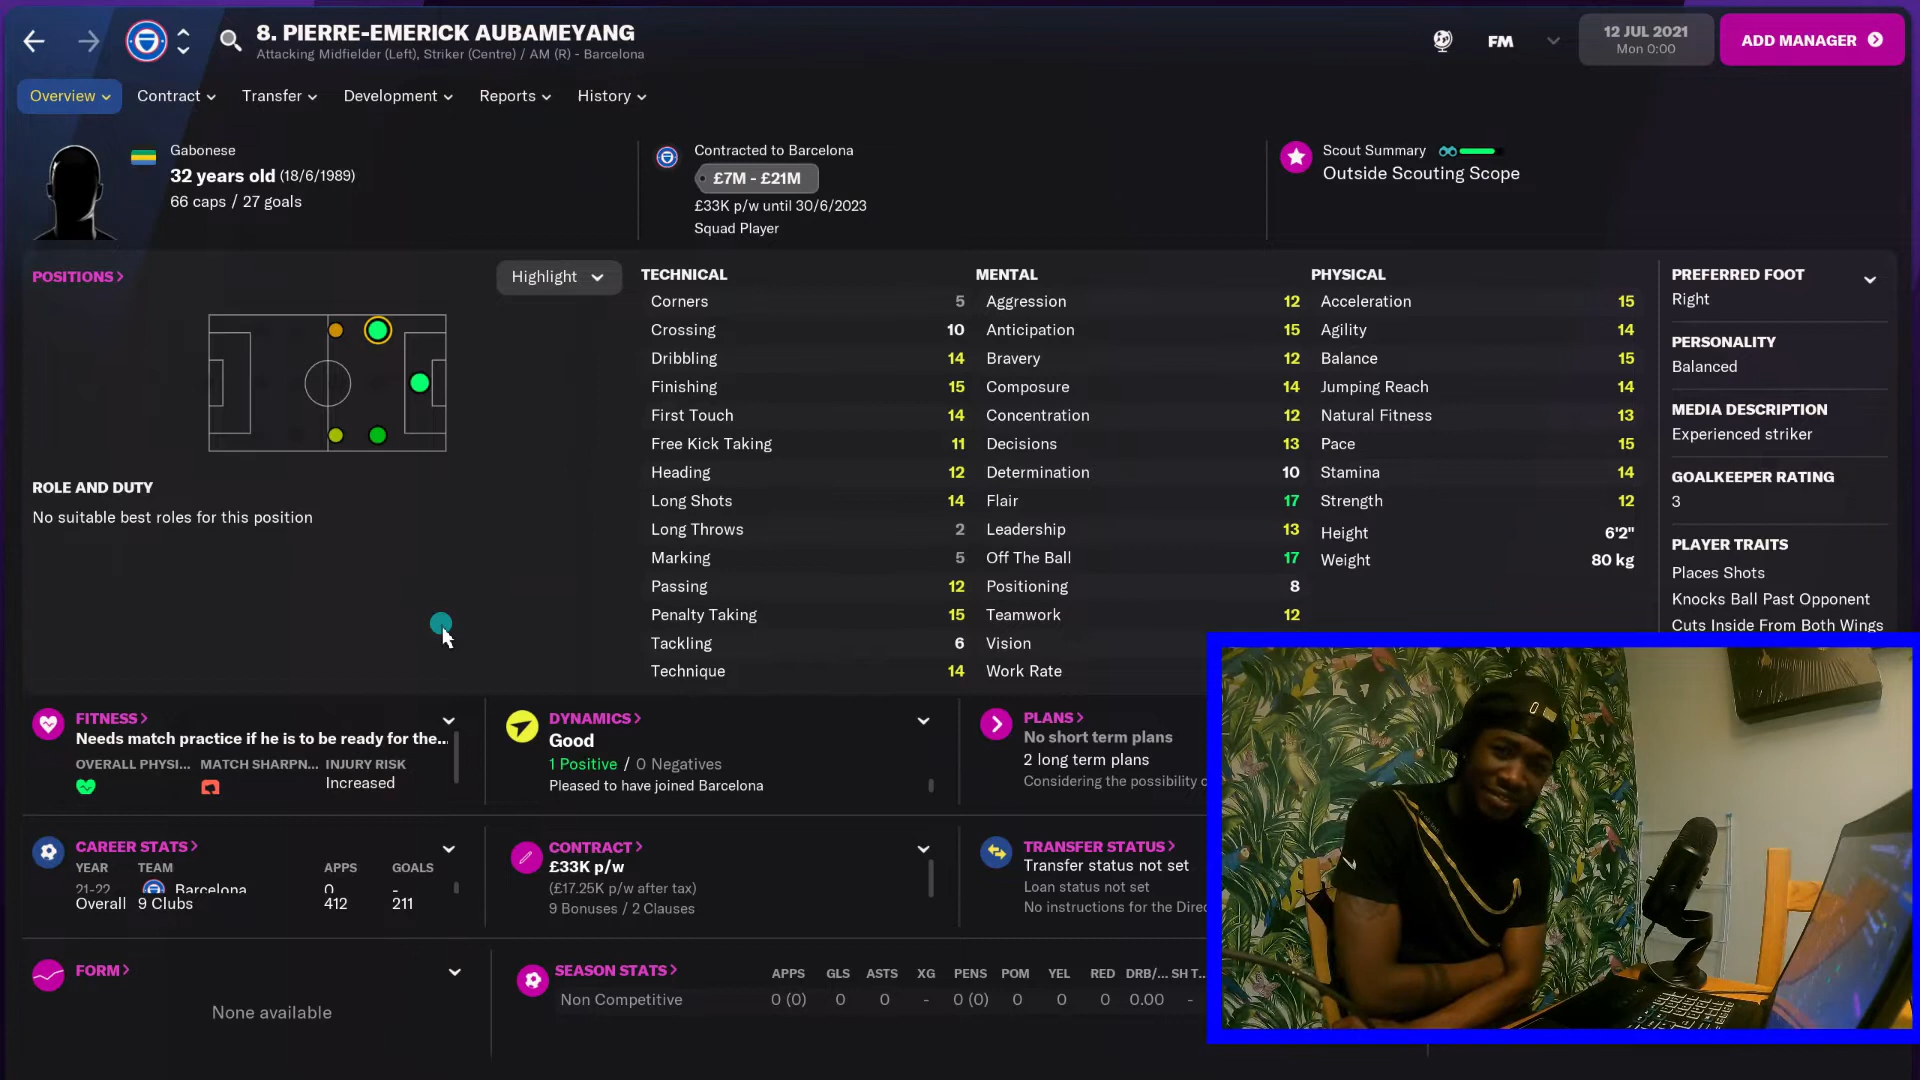 8. PIERRE-EMERICK AUBAMEYANG
Attacking Midfielder (Left), Striker (Centre) / AM (R) - Barcelona
FM
12 JUL 2021
Mon 0:00
ADD MANAGER
Overview Contract Transfer Development Reports History
Gabonese
32 years old (18/6/1989)
66 caps / 27 goals
Contracted to Barcelona
£7M - £21M
£33K p/w until 30/6/2023
Squad Player
Scout Summary
Outside Scouting Scope
POSITIONS
Highlight
ROLE AND DUTY
No suitable best roles for this position
TECHNICAL
Corners 5
Crossing 10
Dribbling 14
Finishing 15
First Touch 14
Free Kick Taking 11
Heading 12
Long Shots 14
Long Throws 2
Marking 5
Passing 12
Penalty Taking 15
Tackling 6
Technique 14
MENTAL
Aggression 12
Anticipation 15
Bravery 12
Composure 14
Concentration 12
Decisions 13
Determination 10
Flair 17
Leadership 13
Off The Ball 17
Positioning 8
Teamwork 12
Vision
Work Rate
PHYSICAL
Acceleration 15
Agility 14
Balance 15
Jumping Reach 14
Natural Fitness 13
Pace 15
Stamina 14
Strength 12
Height 6'2"
Weight 80 kg
PREFERRED FOOT
Right
PERSONALITY
Balanced
MEDIA DESCRIPTION
Experienced striker
GOALKEEPER RATING
3
PLAYER TRAITS
Places Shots
Knocks Ball Past Opponent
Cuts Inside From Both Wings
FITNESS
Needs match practice if he is to be ready for the...
OVERALL PHYSI... MATCH SHARPN... INJURY RISK
Increased
DYNAMICS
Good
1 Positive / 0 Negatives
Pleased to have joined Barcelona
PLANS
No short term plans
2 long term plans
Considering the possibility o
CAREER STATS
YEAR TEAM APPS GOALS
21-22 Barcelona 0 -
Overall 9 Clubs 412 211
CONTRACT
£33K p/w
(£17.25K p/w after tax)
9 Bonuses / 2 Clauses
TRANSFER STATUS
Transfer status not set
Loan status not set
No instructions for the Direc
FORM
None available
SEASON STATS APPS GLS ASTS XG PENS POM YEL RED DRB/... SH T...
Non Competitive 0 (0) 0 0 - 0 (0) 0 0 0 0.00 -